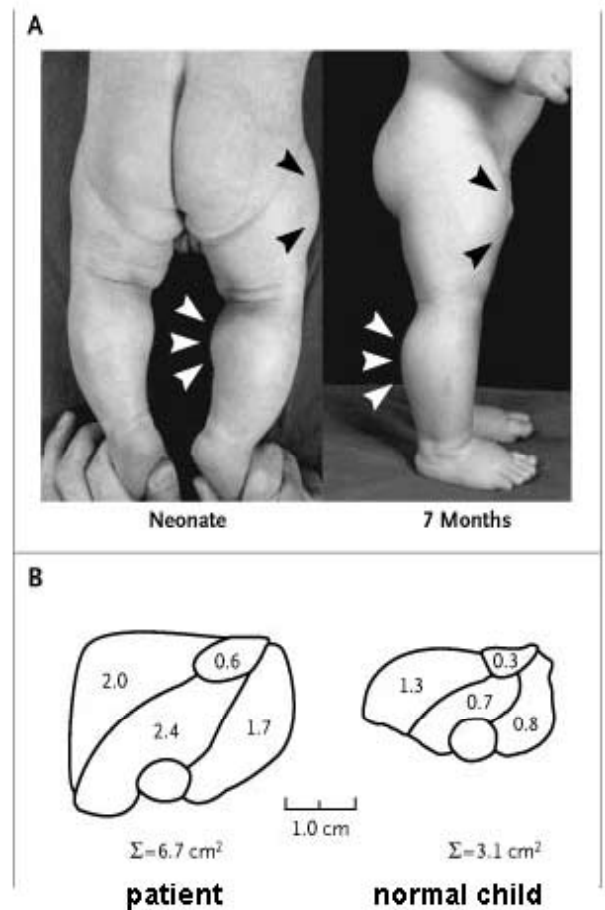 A
Neonate 7 Months
B
2.0 0.6 2.4 1.7
1.3 0.3 0.7 0.8
1.0 cm
Σ=6.7 cm² Σ=3.1 cm²
patient normal child